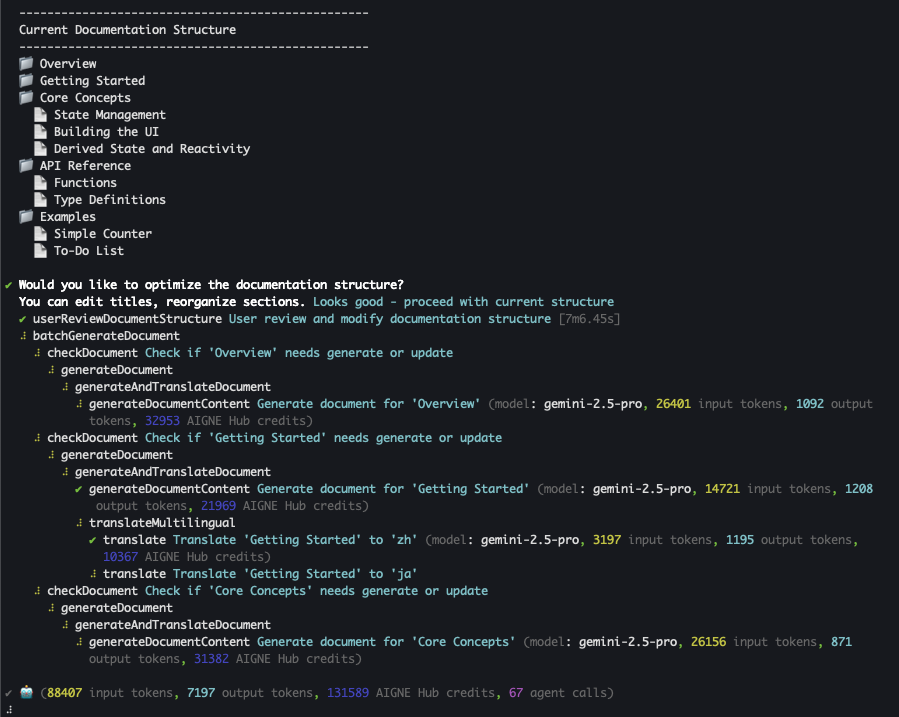 --------------------------------------------------
Current Documentation Structure
--------------------------------------------------
📁 Overview
📁 Getting Started
📁 Core Concepts
📄 State Management
📄 Building the UI
📄 Derived State and Reactivity
📁 API Reference
📄 Functions
📄 Type Definitions
📁 Examples
📄 Simple Counter
📄 To-Do List
✔ Would you like to optimize the documentation structure?
You can edit titles, reorganize sections. Looks good - proceed with current structure
✔ userReviewDocumentStructure User review and modify documentation structure [7m6.45s]
⠼ batchGenerateDocument
⠼ checkDocument Check if 'Overview' needs generate or update
⠼ generateDocument
⠼ generateAndTranslateDocument
⠼ generateDocumentContent Generate document for 'Overview' (model: gemini-2.5-pro, 26401 input tokens, 1092 output
tokens, 32953 AIGNE Hub credits)
⠼ checkDocument Check if 'Getting Started' needs generate or update
⠼ generateDocument
⠼ generateAndTranslateDocument
✔ generateDocumentContent Generate document for 'Getting Started' (model: gemini-2.5-pro, 14721 input tokens, 1208
output tokens, 21969 AIGNE Hub credits)
⠼ translateMultilingual
✔ translate Translate 'Getting Started' to 'zh' (model: gemini-2.5-pro, 3197 input tokens, 1195 output tokens,
10367 AIGNE Hub credits)
⠼ translate Translate 'Getting Started' to 'ja'
⠼ checkDocument Check if 'Core Concepts' needs generate or update
⠼ generateDocument
⠼ generateAndTranslateDocument
⠼ generateDocumentContent Generate document for 'Core Concepts' (model: gemini-2.5-pro, 26156 input tokens, 871
output tokens, 31382 AIGNE Hub credits)
✔ 🤖 (88407 input tokens, 7197 output tokens, 131589 AIGNE Hub credits, 67 agent calls)
⠼